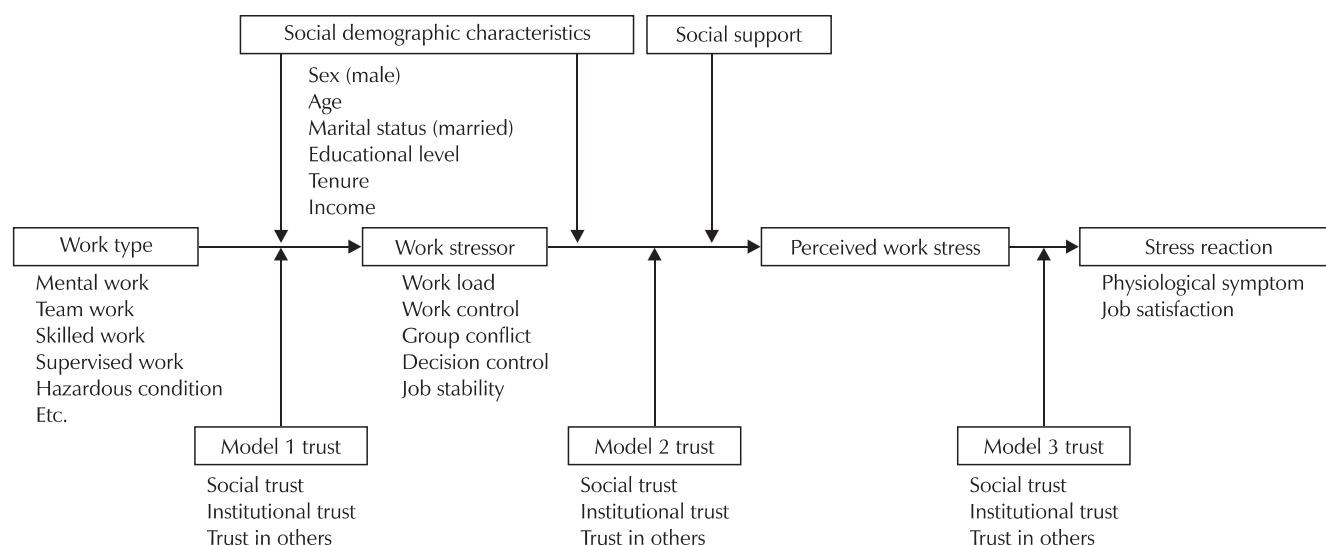 Social demographic characteristics
Social support
Sex (male)
Age
Marital status (married)
Educational level
Tenure
Income
Work type
Work stressor
Perceived work stress
Stress reaction
Mental work
Team work
Skilled work
Supervised work
Hazardous condition
Etc.
Work load
Work control
Group conflict
Decision control
Job stability
Physiological symptom
Job satisfaction
Model 1 trust
Social trust
Institutional trust
Trust in others
Model 2 trust
Social trust
Institutional trust
Trust in others
Model 3 trust
Social trust
Institutional trust
Trust in others